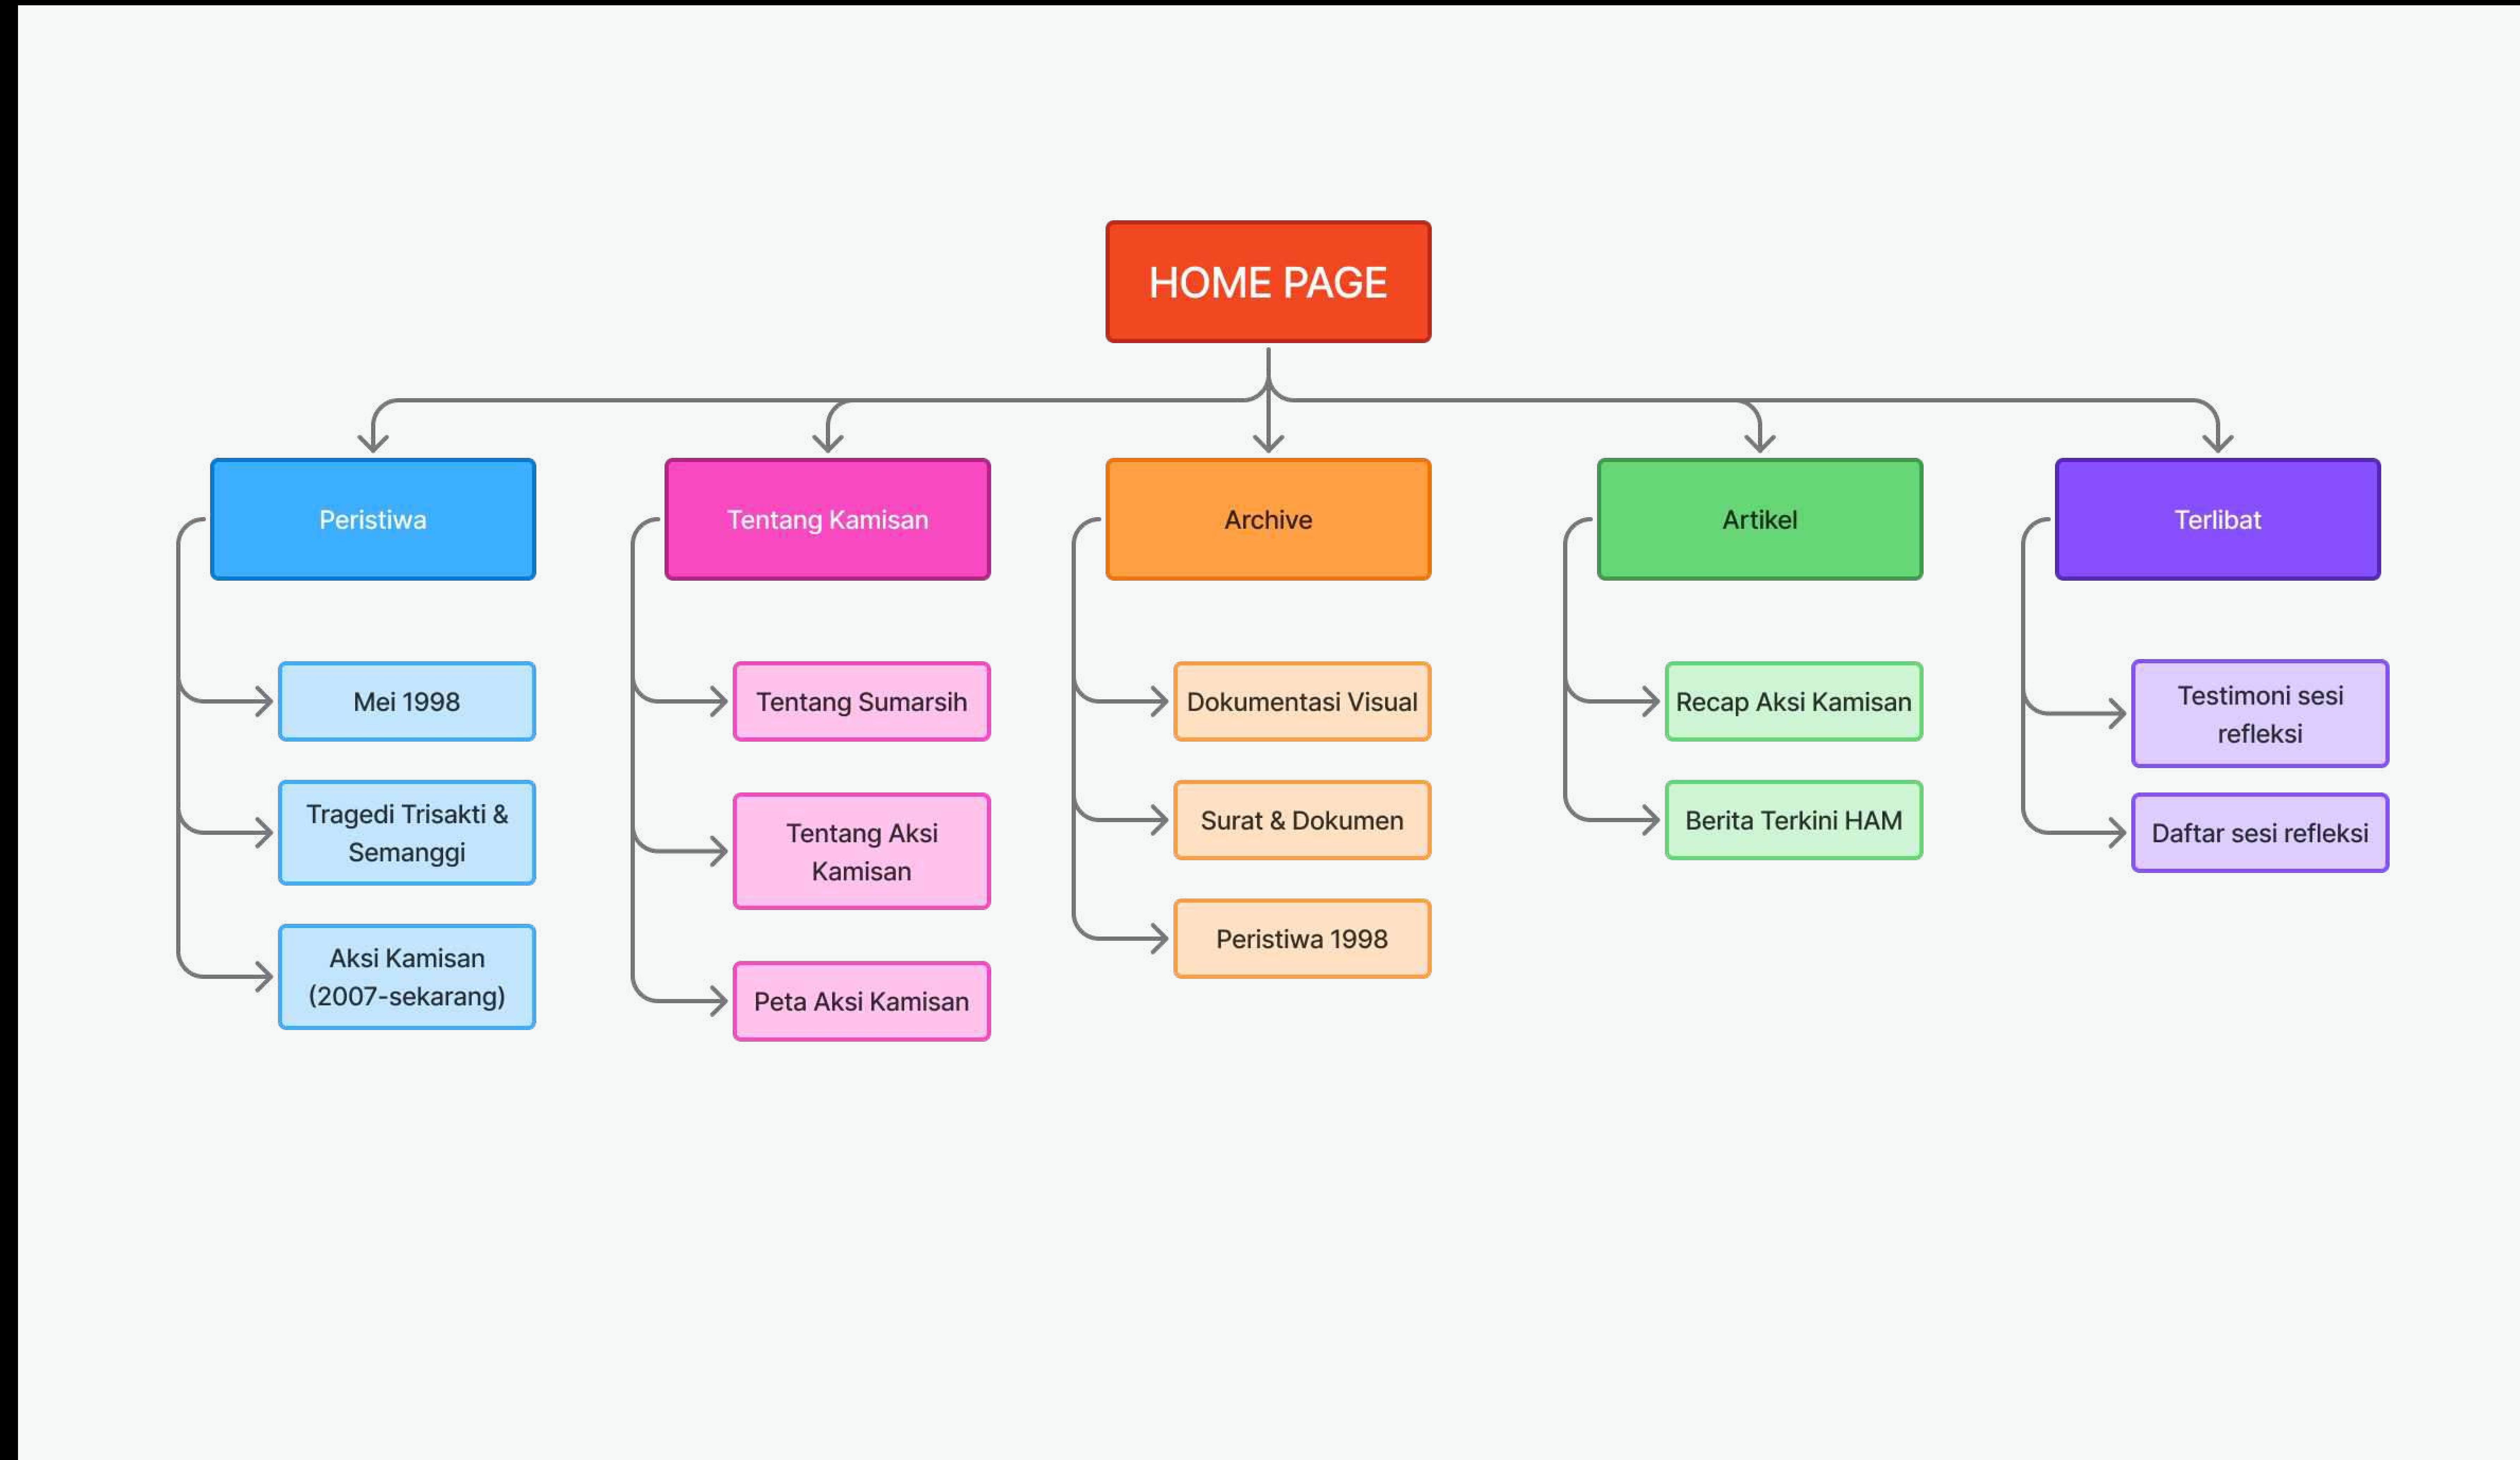 HOME PAGE
Peristiwa
Tentang Kamisan
Archive
Artikel
Terlibat
Mei 1998
Tragedi Trisakti &
Semanggi
Aksi Kamisan
(2007-sekarang)
Tentang Sumarsih
Tentang Aksi
Kamisan
Peta Aksi Kamisan
Dokumentasi Visual
Surat & Dokumen
Peristiwa 1998
Recap Aksi Kamisan
Berita Terkini HAM
Testimoni sesi
refleksi
Daftar sesi refleksi